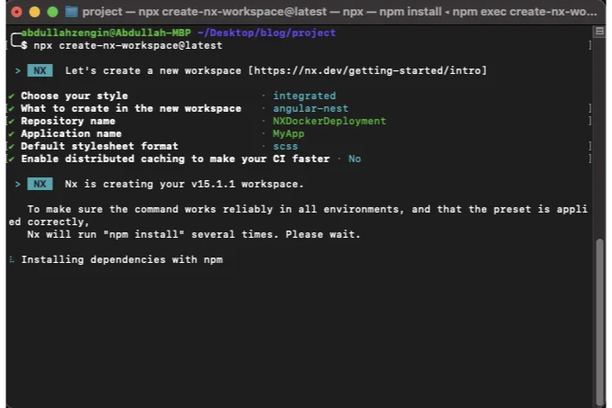 project — npx create-nx-workspace@latest — npx — npm install ◂ npm exec create-nx-wo...
abdullahzengin@Abdullah-MBP ~/Desktop/blog/project
$ npx create-nx-workspace@latest
> NX Let's create a new workspace [https://nx.dev/getting-started/intro]
✔ Choose your style · integrated
✔ What to create in the new workspace · angular-nest
✔ Repository name · NXDockerDeployment
✔ Application name · MyApp
✔ Default stylesheet format · scss
✔ Enable distributed caching to make your CI faster · No
> NX Nx is creating your v15.1.1 workspace.
To make sure the command works reliably in all environments, and that the preset is appli
ed correctly,
Nx will run "npm install" several times. Please wait.
Installing dependencies with npm